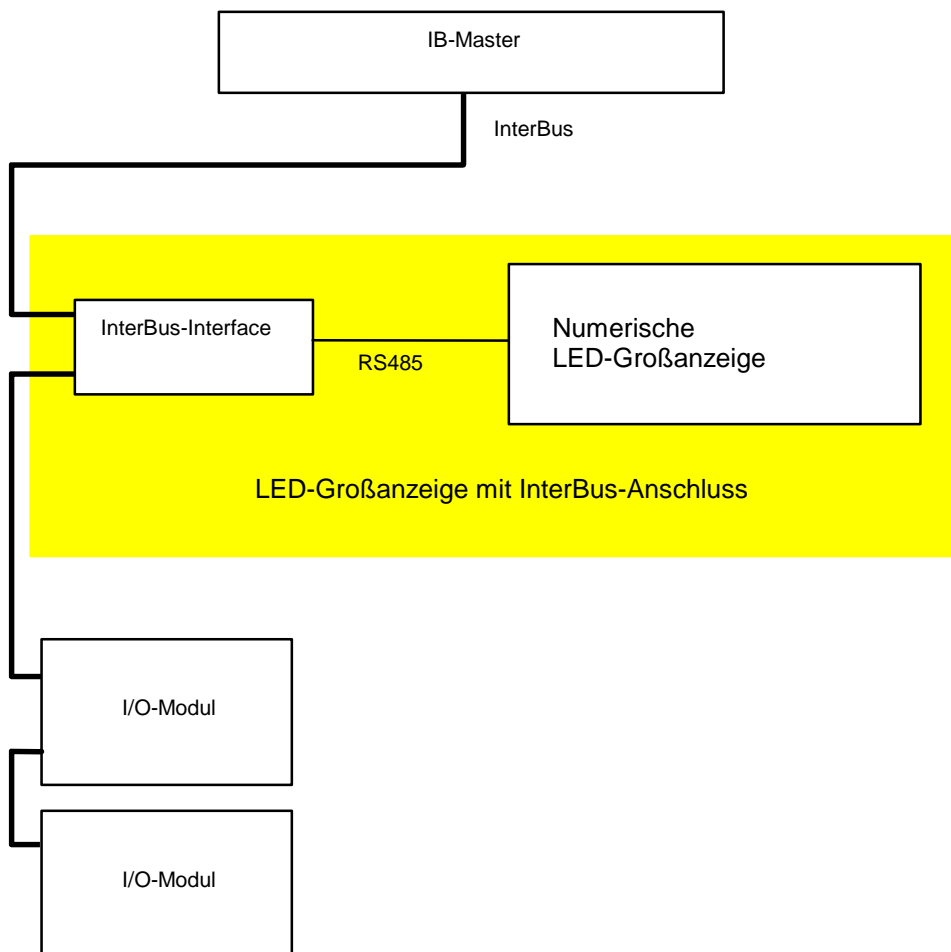 IB-Master
InterBus
InterBus-Interface
RS485
Numerische
LED-Großanzeige
LED-Großanzeige mit InterBus-Anschluss
I/O-Modul
I/O-Modul